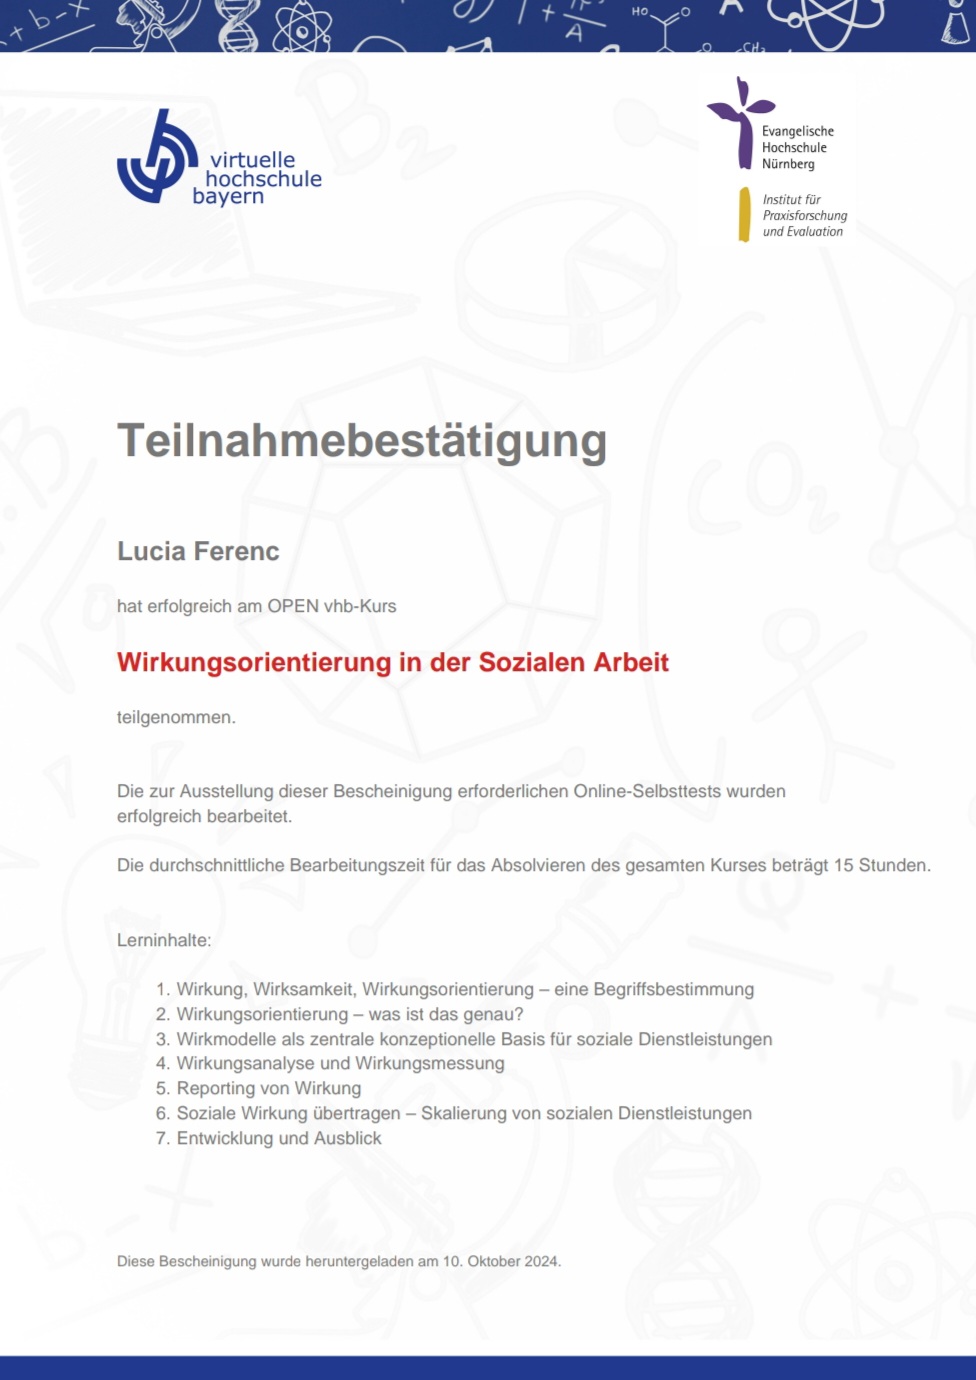 virtuelle
hochschule
bayern
Evangelische
Hochschule
Nürnberg
Institut für
Praxisforschung
und Evaluation
Teilnahmebestätigung
Lucia Ferenc
hat erfolgreich am OPEN vhb-Kurs
Wirkungsorientierung in der Sozialen Arbeit
teilgenommen.
Die zur Ausstellung dieser Bescheinigung erforderlichen Online-Selbsttests wurden
erfolgreich bearbeitet.
Die durchschnittliche Bearbeitungszeit für das Absolvieren des gesamten Kurses beträgt 15 Stunden.
Lerninhalte:
1. Wirkung, Wirksamkeit, Wirkungsorientierung – eine Begriffsbestimmung
2. Wirkungsorientierung – was ist das genau?
3. Wirkmodelle als zentrale konzeptionelle Basis für soziale Dienstleistungen
4. Wirkungsanalyse und Wirkungsmessung
5. Reporting von Wirkung
6. Soziale Wirkung übertragen – Skalierung von sozialen Dienstleistungen
7. Entwicklung und Ausblick
Diese Bescheinigung wurde heruntergeladen am 10. Oktober 2024.